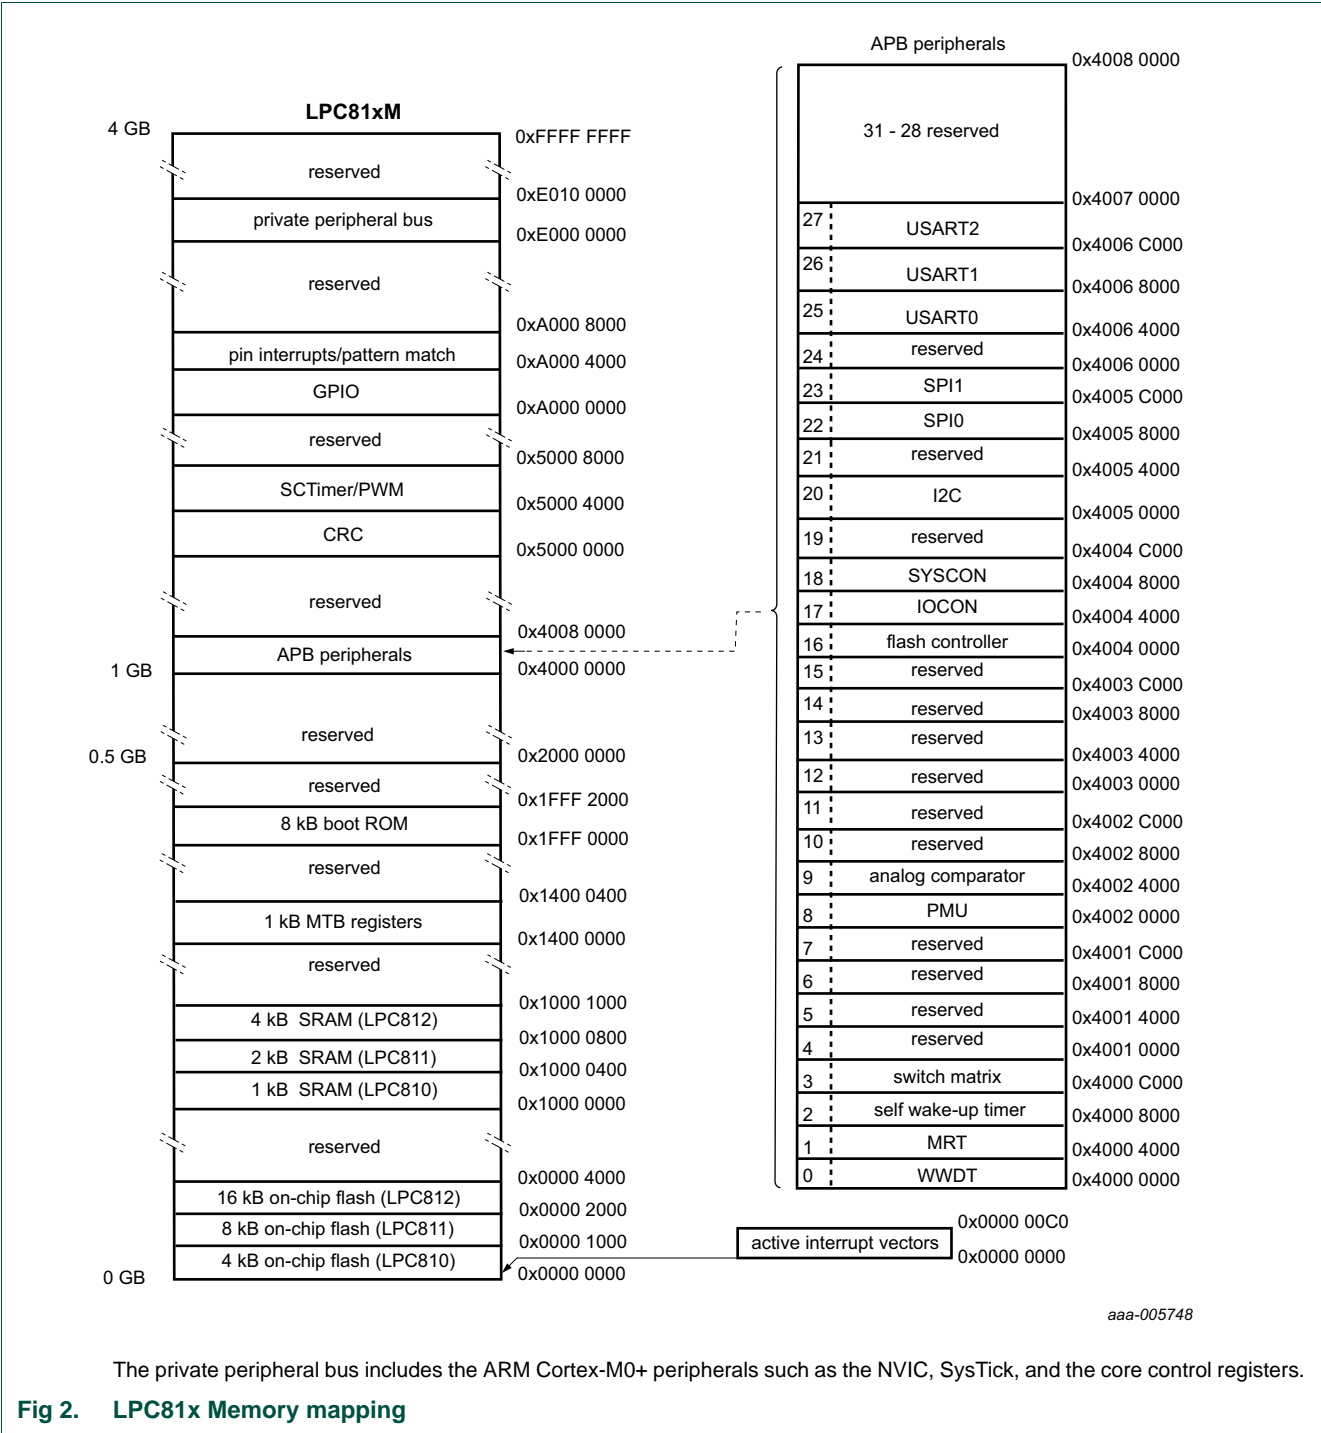 LPC81xM
4 GB
0xFFFF FFFF
reserved
0xE010 0000
private peripheral bus
0xE000 0000
reserved
0xA000 8000
pin interrupts/pattern match
0xA000 4000
GPIO
0xA000 0000
reserved
0x5000 8000
SCTimer/PWM
0x5000 4000
CRC
0x5000 0000
reserved
0x4008 0000
APB peripherals
1 GB
0x4000 0000
reserved
0.5 GB
0x2000 0000
reserved
0x1FFF 2000
8 kB boot ROM
0x1FFF 0000
reserved
0x1400 0400
1 kB MTB registers
0x1400 0000
reserved
0x1000 1000
4 kB SRAM (LPC812)
0x1000 0800
2 kB SRAM (LPC811)
0x1000 0400
1 kB SRAM (LPC810)
0x1000 0000
reserved
0x0000 4000
16 kB on-chip flash (LPC812)
0x0000 2000
8 kB on-chip flash (LPC811)
0x0000 1000
4 kB on-chip flash (LPC810)
0 GB
0x0000 0000
APB peripherals
0x4008 0000
31 - 28 reserved
0x4007 0000
27 USART2
0x4006 C000
26 USART1
0x4006 8000
25 USART0
0x4006 4000
24 reserved
0x4006 0000
23 SPI1
0x4005 C000
22 SPI0
0x4005 8000
21 reserved
0x4005 4000
20 I2C
0x4005 0000
19 reserved
0x4004 C000
18 SYSCON
0x4004 8000
17 IOCON
0x4004 4000
16 flash controller
0x4004 0000
15 reserved
0x4003 C000
14 reserved
0x4003 8000
13 reserved
0x4003 4000
12 reserved
0x4003 0000
11 reserved
0x4002 C000
10 reserved
0x4002 8000
9 analog comparator
0x4002 4000
8 PMU
0x4002 0000
7 reserved
0x4001 C000
6 reserved
0x4001 8000
5 reserved
0x4001 4000
4 reserved
0x4001 0000
3 switch matrix
0x4000 C000
2 self wake-up timer
0x4000 8000
1 MRT
0x4000 4000
0 WWDT
0x4000 0000
0x0000 00C0
active interrupt vectors
0x0000 0000
aaa-005748
The private peripheral bus includes the ARM Cortex-M0+ peripherals such as the NVIC, SysTick, and the core control registers.
Fig 2. LPC81x Memory mapping